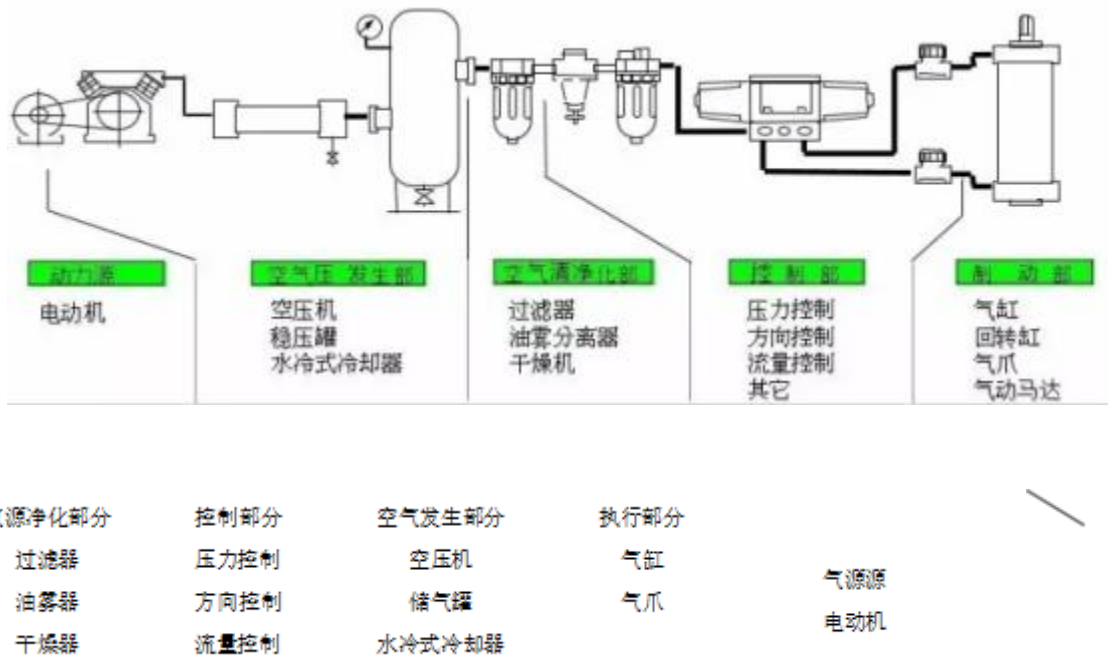 动力源
电动机
空气压 发生部
空压机
稳压罐
水冷式冷却器
空气清净化部
过滤器
油雾分离器
干燥机
控制部
压力控制
方向控制
流量控制
其它
制动部
气缸
回转缸
气爪
气动马达
源净化部分
过滤器
油雾器
干燥器
控制部分
压力控制
方向控制
流量控制
空气发生部分
空压机
储气罐
水冷式冷却器
执行部分
气缸
气爪
气源源
电动机